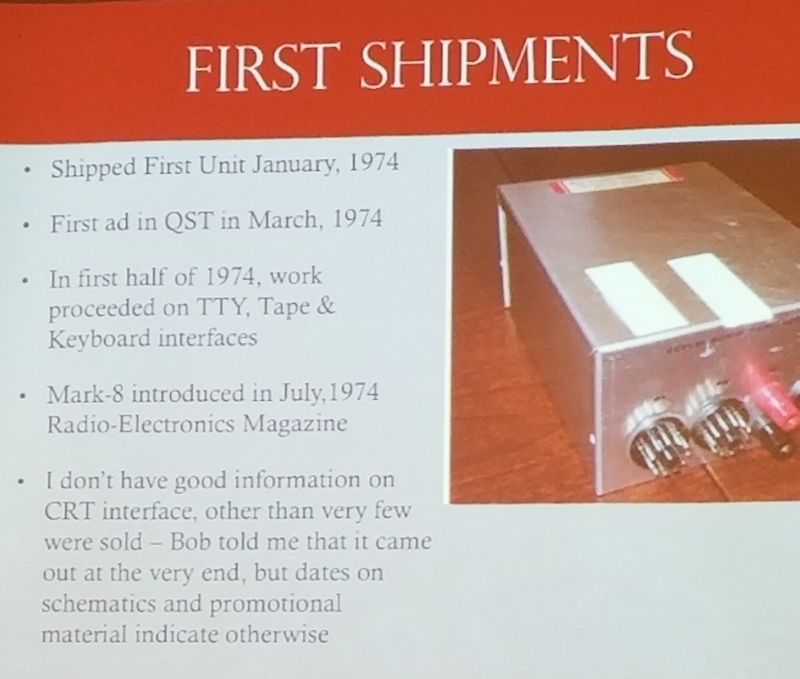 FIRST SHIPMENTS
• Shipped First Unit January, 1974
• First ad in QST in March, 1974
• In first half of 1974, work
proceeded on TTY, Tape &
Keyboard interfaces
• Mark-8 introduced in July,1974
Radio-Electronics Magazine
• I don't have good information on
CRT interface, other than very few
were sold – Bob told me that it came
out at the very end, but dates on
schematics and promotional
material indicate otherwise